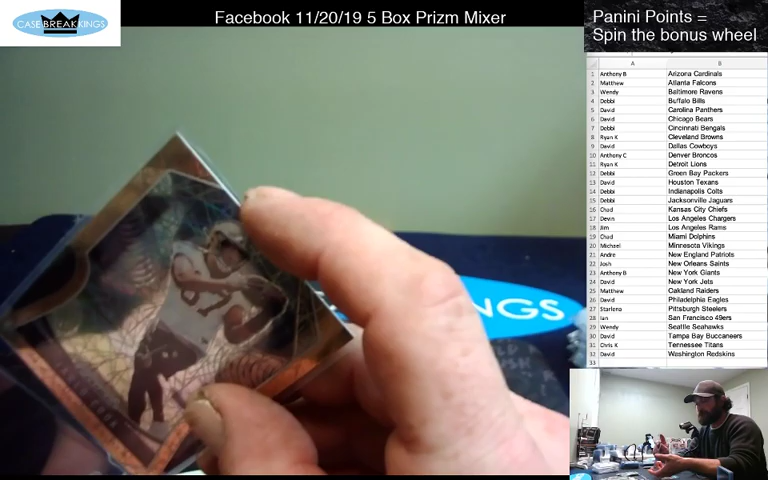 CASE BREAK KINGS
Facebook 11/20/19 5 Box Prizm Mixer
Panini Points =
Spin the bonus wheel
A B
1 Anthony B Arizona Cardinals
2 Matthew Atlanta Falcons
3 Wendy Baltimore Ravens
4 Debbi Buffalo Bills
5 David Carolina Panthers
6 David Chicago Bears
7 Debbi Cincinnati Bengals
8 Ryan K Cleveland Browns
9 David Dallas Cowboys
10 Anthony C Denver Broncos
11 Ryan K Detroit Lions
12 Debbi Green Bay Packers
13 David Houston Texans
14 Debbi Indianapolis Colts
15 Debbi Jacksonville Jaguars
16 Chad Kansas City Chiefs
17 Devin Los Angeles Chargers
18 Jim Los Angeles Rams
19 Chad Miami Dolphins
20 Michael Minnesota Vikings
21 Andre New England Patriots
22 Josh New Orleans Saints
23 Anthony B New York Giants
24 David New York Jets
25 Matthew Oakland Raiders
26 David Philadelphia Eagles
27 Starleno Pittsburgh Steelers
28 Ian San Francisco 49ers
29 Wendy Seattle Seahawks
30 David Tampa Bay Buccaneers
31 Chris K Tennessee Titans
32 David Washington Redskins
33
NGS